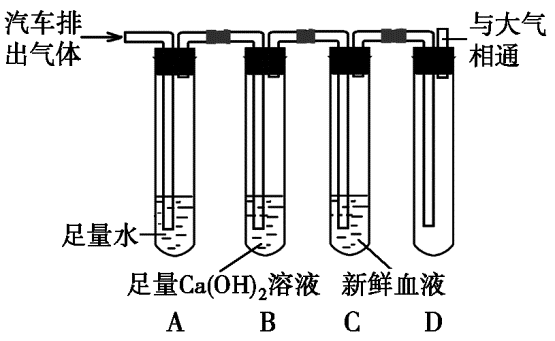 汽车排
出气体
与大气
相通
足量水
足量Ca(OH)₂溶液 新鲜血液
A B C D